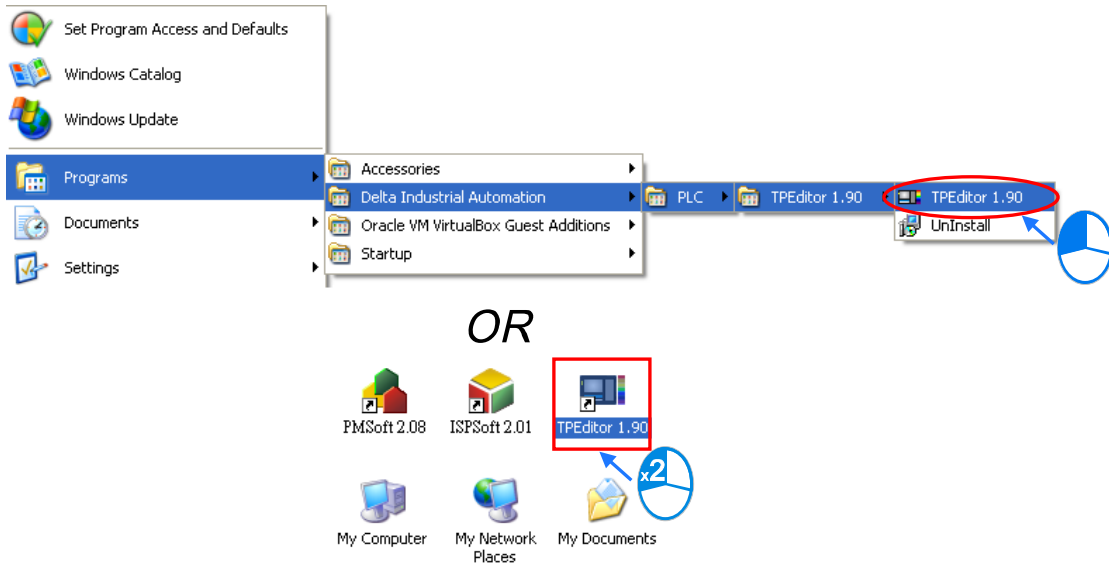 Set Program Access and Defaults
Windows Catalog
Windows Update
Programs
Documents
Settings
Accessories
Delta Industrial Automation
Oracle VM VirtualBox Guest Additions
Startup
PLC
TPEditor 1.90
TPEditor 1.90
UnInstall
OR
PMSoft 2.08
ISPSoft 2.01
TPEditor 1.90
x2
My Computer
My Network
Places
My Documents